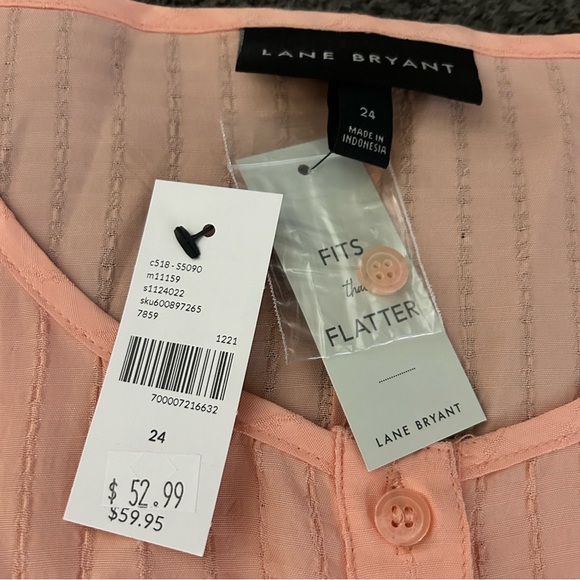 LANE BRYANT
24
MADE IN
INDONESIA
c518 - S5090
m11159
s1124022
sku600897265
7859
1221
700007216632
24
$ 52.99
$59.95
FITS
FLATTER
LANE BRYANT